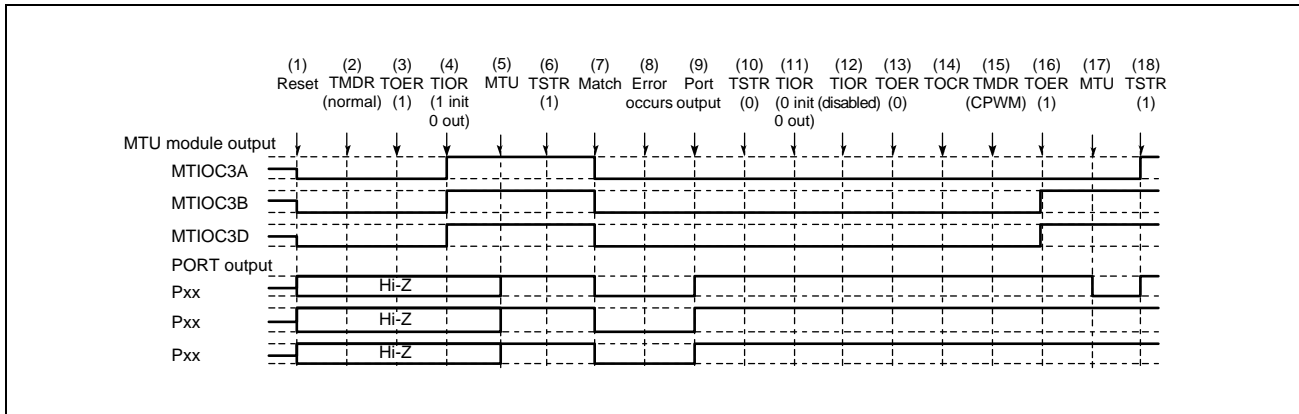 (1) (2) (3) (4) (5) (6) (7) (8) (9) (10) (11) (12) (13) (14) (15) (16) (17) (18)
Reset TMDR TOER TIOR MTU TSTR Match Error Port TSTR TIOR TIOR TOER TOCR TMDR TOER MTU TSTR
(normal) (1) (1 init (1) occurs output (0) (0 init (disabled) (0) (CPWM) (1) (1)
0 out) 0 out)
MTU module output
MTIOC3A
MTIOC3B
MTIOC3D
PORT output
Pxx Hi-Z
Pxx Hi-Z
Pxx Hi-Z